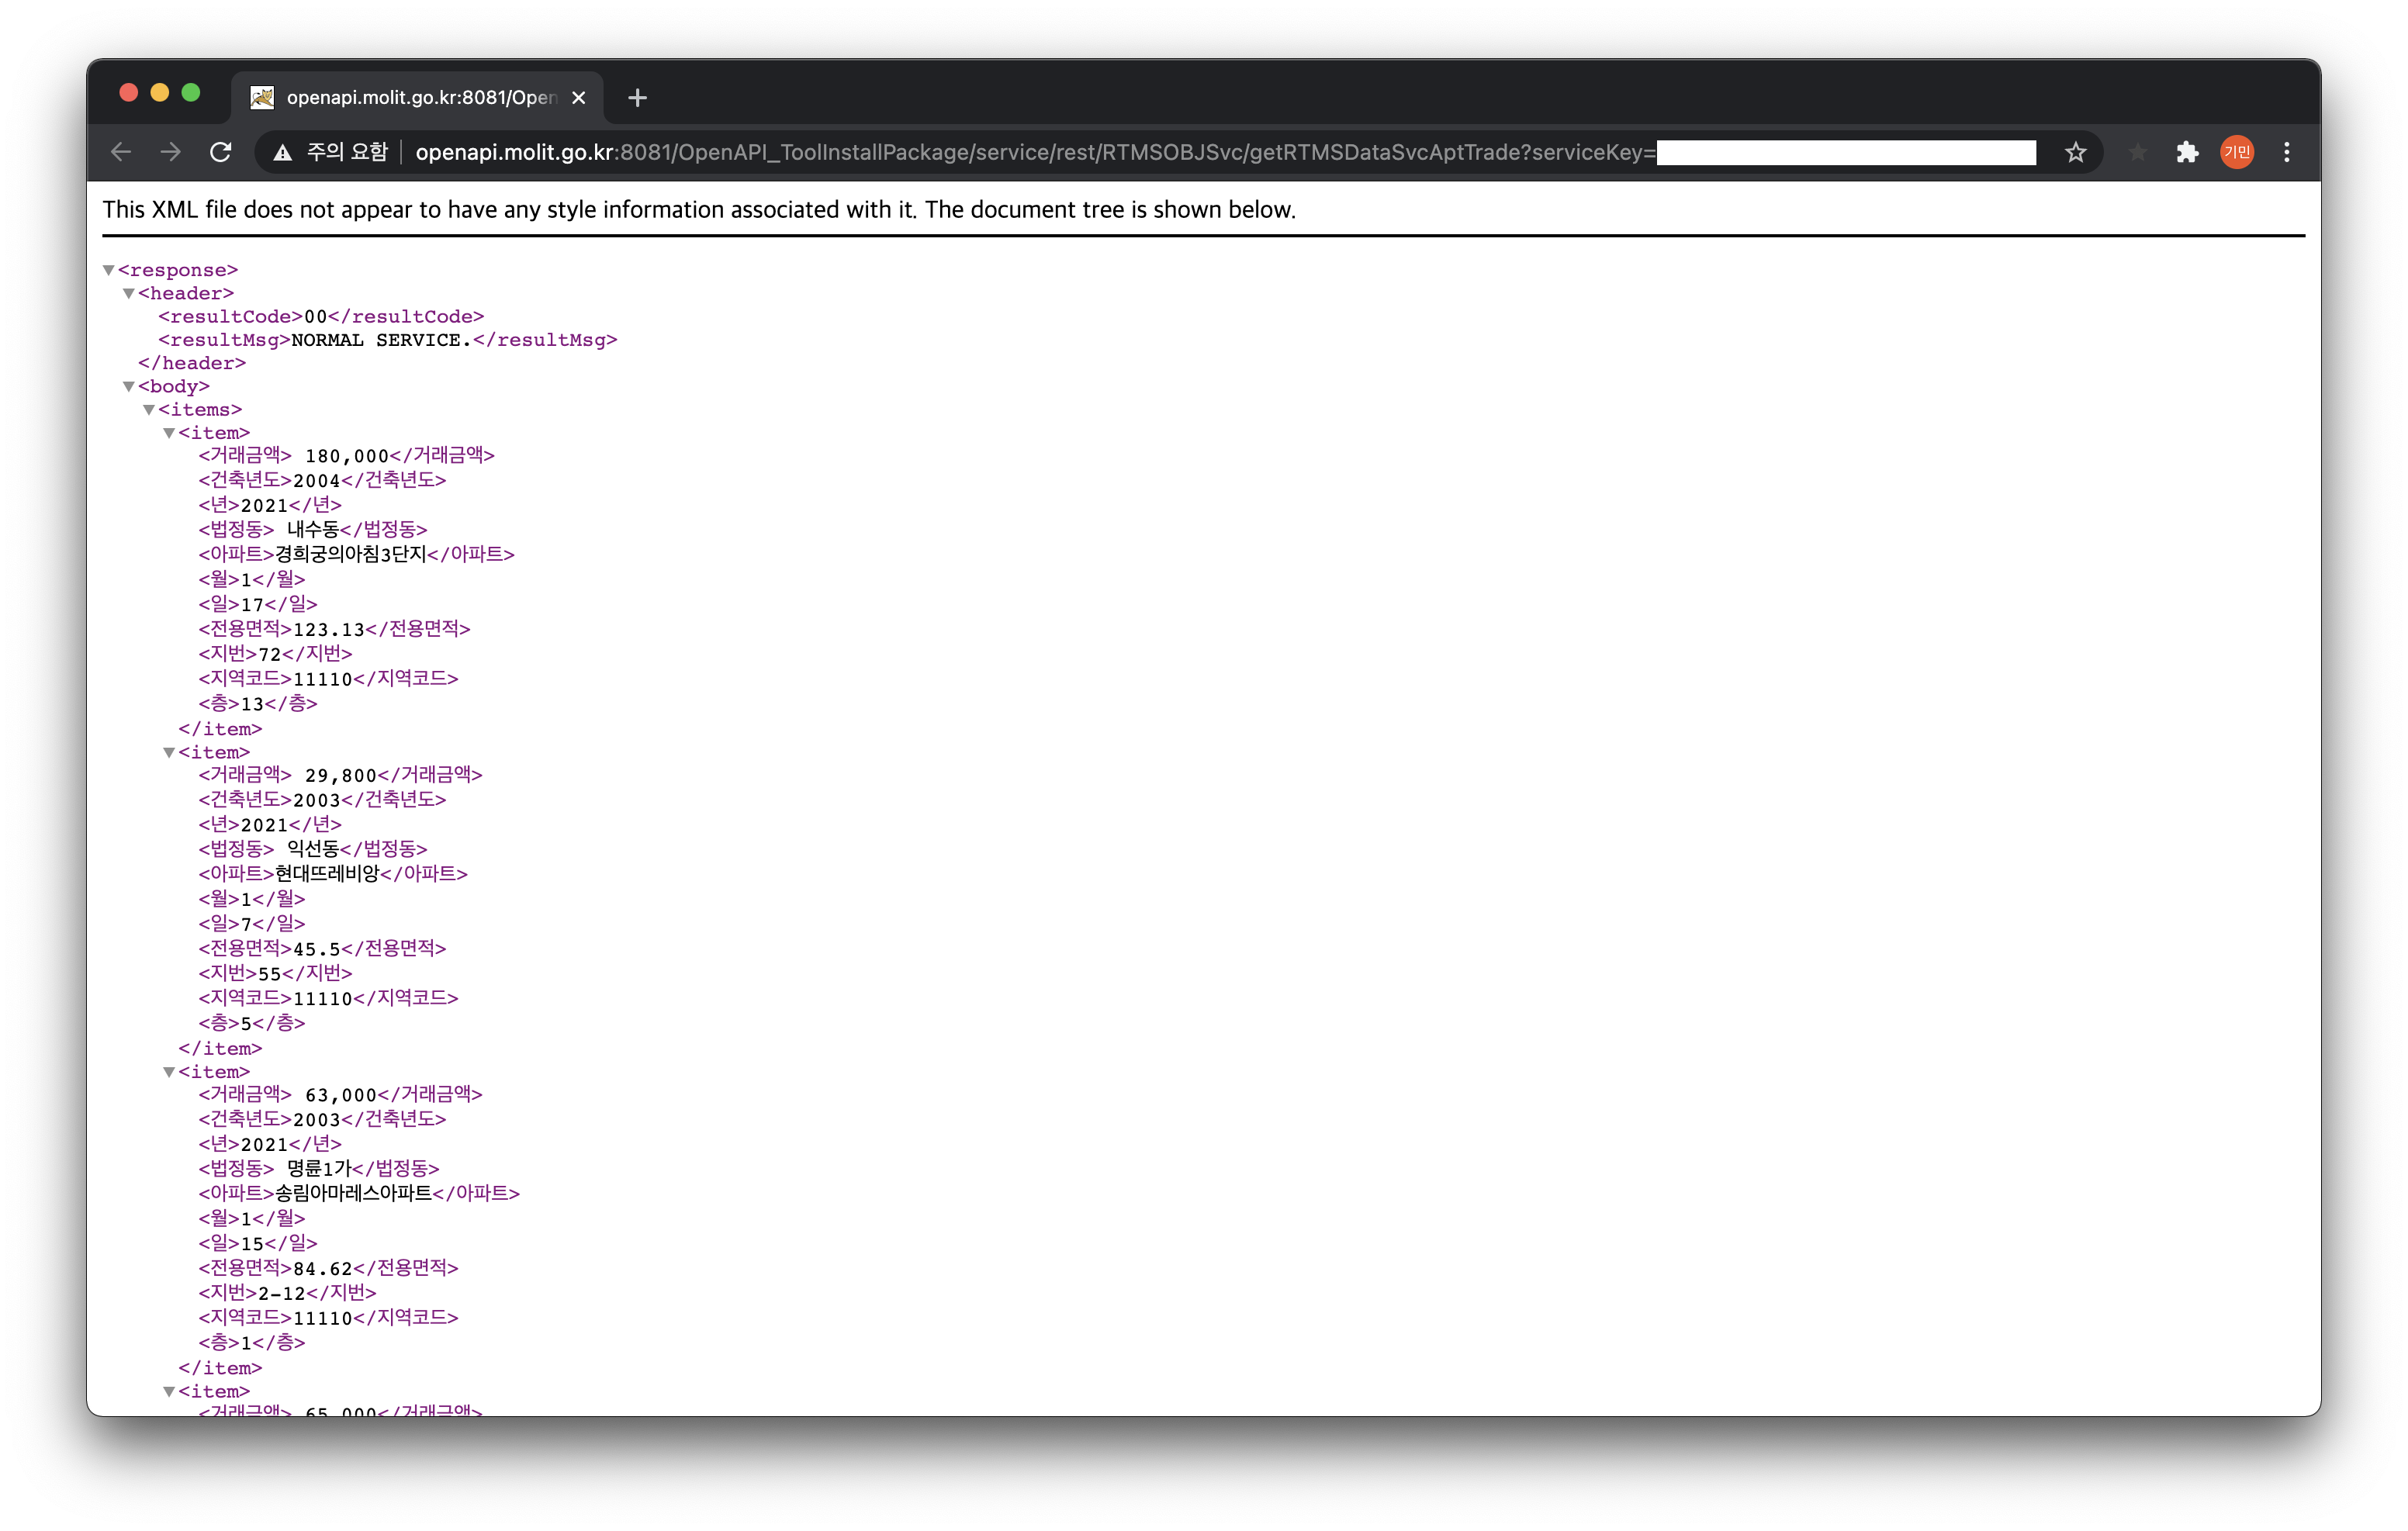 openapi.molit.go.kr:8081/Open
주의 요함 openapi.molit.go.kr:8081/OpenAPI_ToolInstallPackage/service/rest/RTMSOBJSvc/getRTMSDataSvcAptTrade?serviceKey= 기민
This XML file does not appear to have any style information associated with it. The document tree is shown below.
<response>
<header>
<resultCode>00</resultCode>
<resultMsg>NORMAL SERVICE.</resultMsg>
</header>
<body>
<items>
<item>
<거래금액> 180,000</거래금액>
<건축년도>2004</건축년도>
<년>2021</년>
<법정동> 내수동</법정동>
<아파트>경희궁의아침3단지</아파트>
<월>1</월>
<일>17</일>
<전용면적>123.13</전용면적>
<지번>72</지번>
<지역코드>11110</지역코드>
<층>13</층>
</item>
<item>
<거래금액> 29,800</거래금액>
<건축년도>2003</건축년도>
<년>2021</년>
<법정동> 익선동</법정동>
<아파트>현대뜨레비앙</아파트>
<월>1</월>
<일>7</일>
<전용면적>45.5</전용면적>
<지번>55</지번>
<지역코드>11110</지역코드>
<층>5</층>
</item>
<item>
<거래금액> 63,000</거래금액>
<건축년도>2003</건축년도>
<년>2021</년>
<법정동> 명륜1가</법정동>
<아파트>송림아마레스아파트</아파트>
<월>1</월>
<일>15</일>
<전용면적>84.62</전용면적>
<지번>2-12</지번>
<지역코드>11110</지역코드>
<층>1</층>
</item>
<item>
<거래금액> 65,000</거래금액>